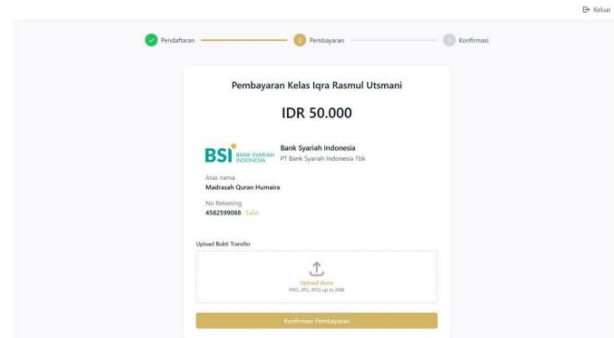 Keluar
Pendaftaran
2 Pembayaran
3 Konfirmasi
Pembayaran Kelas Iqra Rasmul Utsmani
IDR 50.000
BSI BANK SYARIAH INDONESIA
Bank Syariah Indonesia
PT Bank Syariah Indonesia Tbk
Atas nama
Madrasah Quran Humaira
No Rekening
4582599088 Salin
Upload Bukti Transfer
Upload disini
PNG, JPG, JPEG up to 2MB
Konfirmasi Pembayaran